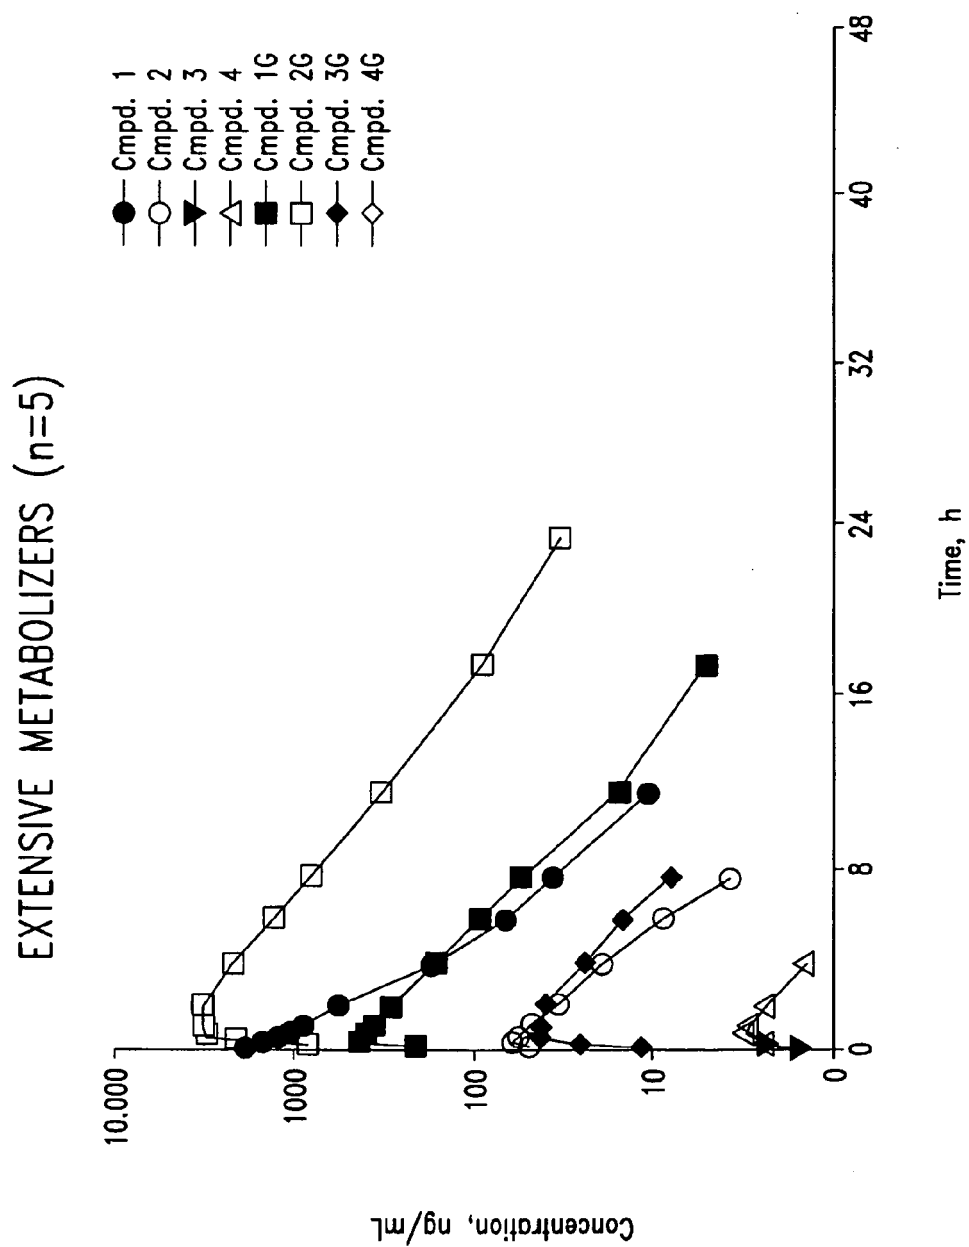 EXTENSIVE METABOLIZERS (n=5)
Cmpd. 1
Cmpd. 2
Cmpd. 3
Cmpd. 4
Cmpd. 1G
Cmpd. 2G
Cmpd. 3G
Cmpd. 4G
Concentration, ng/mL
10.000
1000
100
10
0
0 8 16 24 32 40 48
Time, h